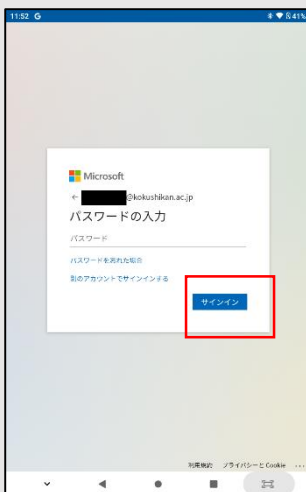 11:52 G
41%
Microsoft
@kokushikan.ac.jp
パスワードの入力
パスワード
パスワードを忘れた場合
別のアカウントでサインインする
サインイン
利用規約 プライバシーと Cookie ...